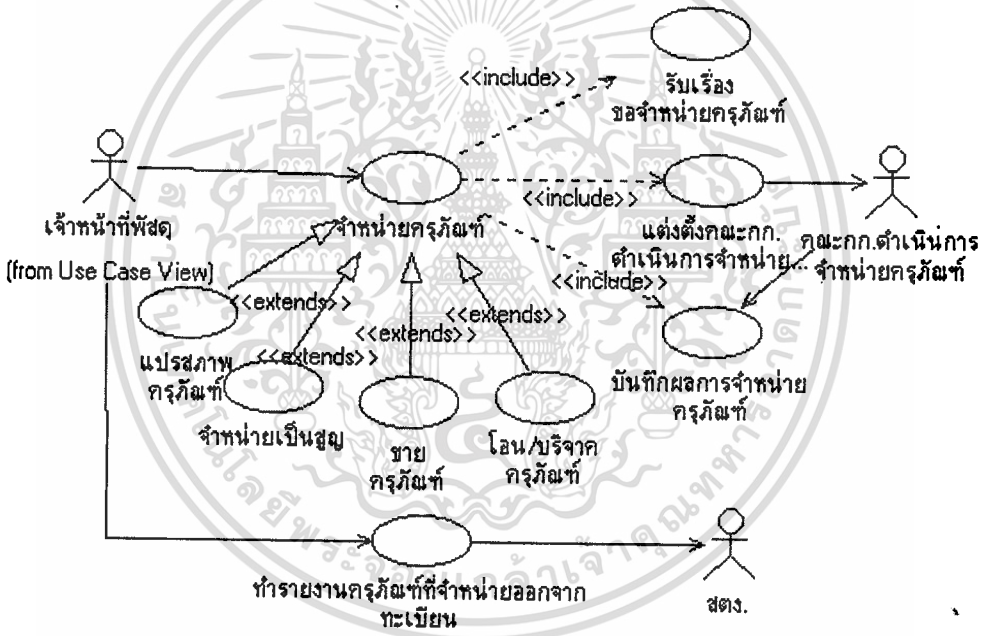 <<include>>
รับเรื่อง
ขอจำหน่ายครุภัณฑ์
เจ้าหน้าที่พัสดุ
(from Use Case View)
จำหน่ายครุภัณฑ์
<<include>>
แต่งตั้งคณะกก.
ดำเนินการจำหน่าย...
คุณะกก.ดำเนินการ
จำหน่ายครุภัณฑ์
<<include>>
บันทึกผลการจำหน่าย
ครุภัณฑ์
<<extends>>
<<extends>>
<<extends>>
<<extends>>
แปรสภาพ
ครุภัณฑ์
จำหน่ายเป็นสูญ
ขาย
ครุภัณฑ์
โอน/บริจาค
ครุภัณฑ์
ทำรายงานครุภัณฑ์ที่จำหน่ายออกจาก
ทะเบียน
สตง.